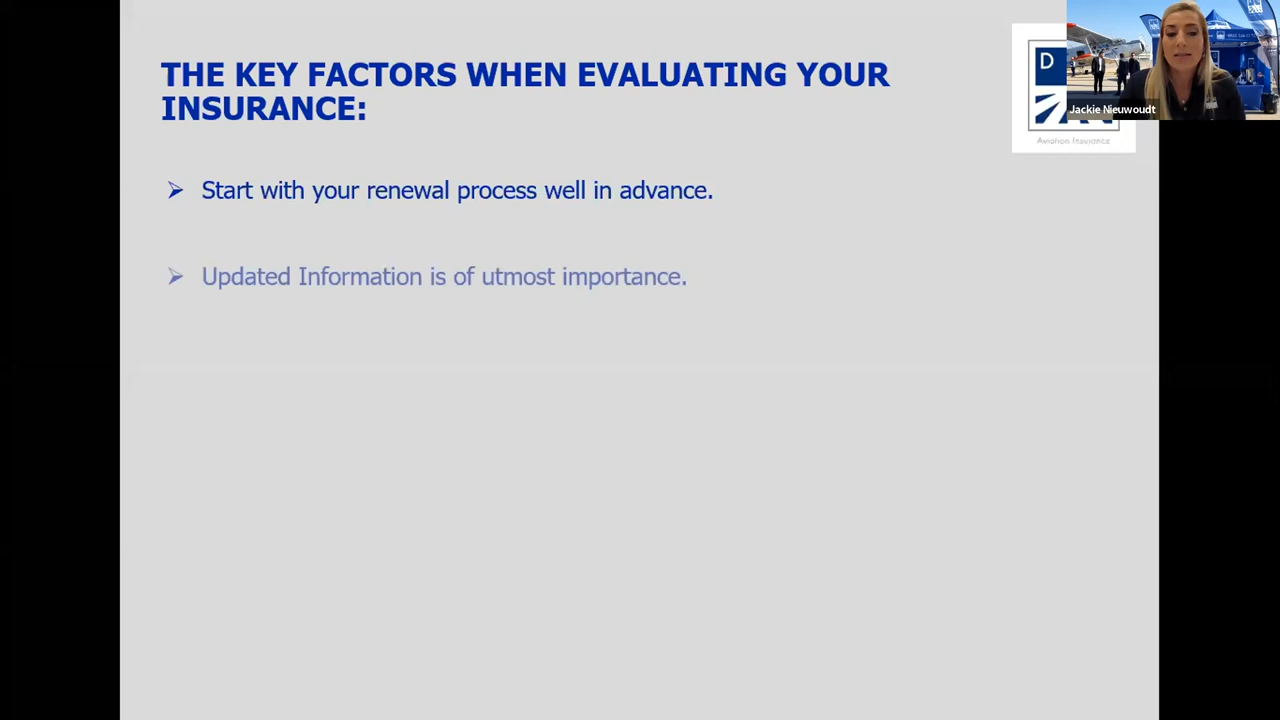 THE KEY FACTORS WHEN EVALUATING YOUR
INSURANCE:
➢ Start with your renewal process well in advance.
➢ Updated Information is of utmost importance.
D
Aviation Insurance
Jackie Nieuwoudt